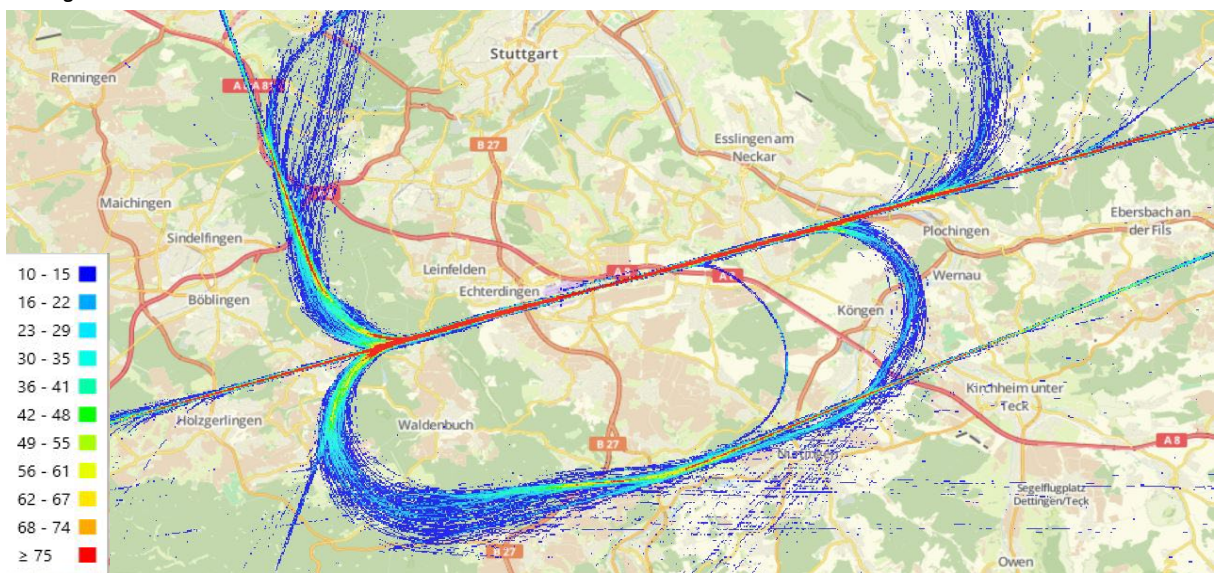 Stuttgart
Renningen
B 27
Esslingen am
Neckar
Maichingen
Sindelfingen
Plochingen
Ebersbach an
der Fils
Leinfelden
Echterdingen
A 8
Wernau
Böblingen
Köngen
Kirchheim unter
Teck
Holzgerlingen
Waldenbuch
B 27
A 8
Segelflugplatz
Dettingen/Teck
B 27
Owen
10 - 15
16 - 22
23 - 29
30 - 35
36 - 41
42 - 48
49 - 55
56 - 61
62 - 67
68 - 74
≥ 75